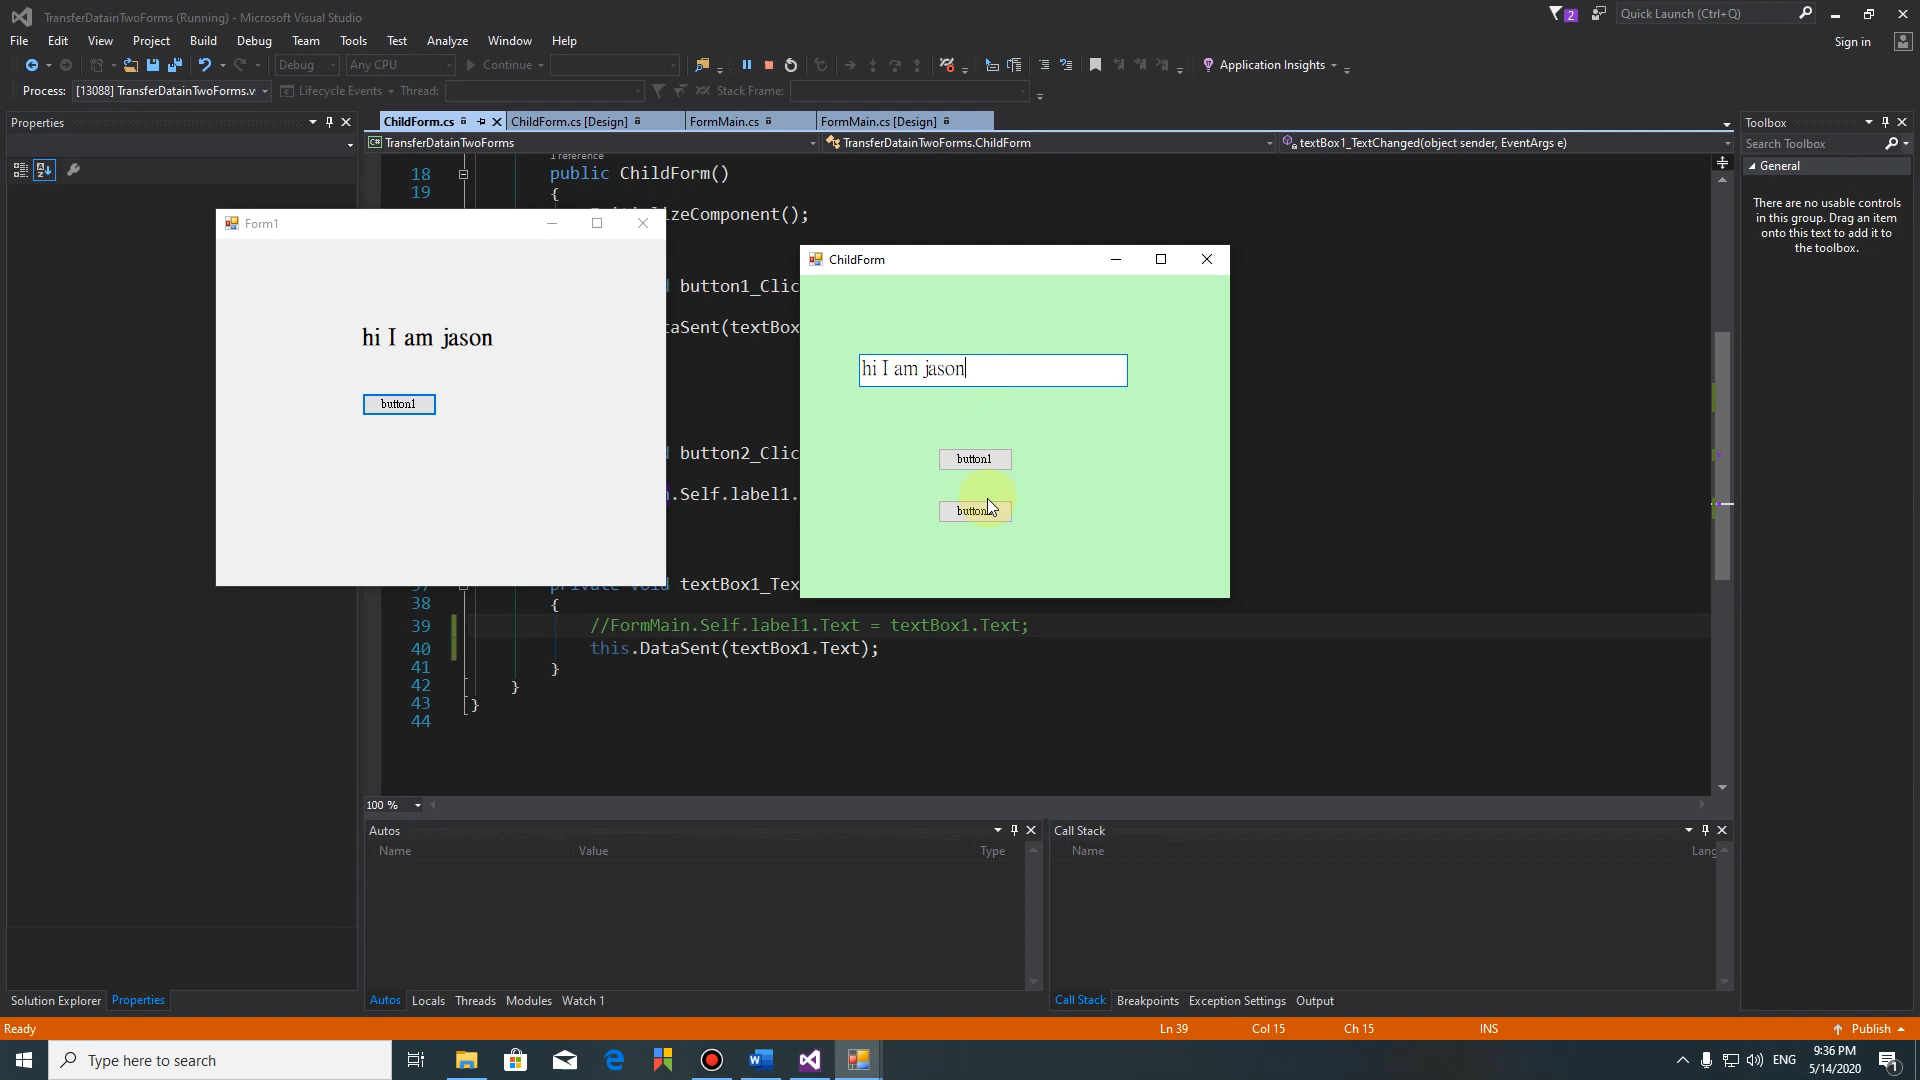 TransferDatainTwoForms (Running) - Microsoft Visual Studio
2
Quick Launch (Ctrl+Q)
File Edit View Project Build Debug Team Tools Test Analyze Window Help
Sign in
Debug Any CPU Continue Application Insights
Process: [13088] TransferDatainTwoForms.v Lifecycle Events Thread: Stack Frame:
Properties
ChildForm.cs ChildForm.cs [Design] FormMain.cs FormMain.cs [Design]
Toolbox
C# TransferDatainTwoForms TransferDatainTwoForms.ChildForm textBox1_TextChanged(object sender, EventArgs e)
Search Toolbox
General
There are no usable controls
in this group. Drag an item
onto this text to add it to
the toolbox.
1 reference
18 public ChildForm()
19 {
izeComponent();
Form1
hi I am jason
button1
ChildForm
hi I am jason
button1
button
button1_Clic
aSent(textBox
button2_Clic
.Self.label1.
private void textBox1_Tex
38 {
39 //FormMain.Self.label1.Text = textBox1.Text;
40 this.DataSent(textBox1.Text);
41 }
42 }
43 }
44
100 %
Autos
Name Value Type
Call Stack
Name Lang
Solution Explorer Properties
Autos Locals Threads Modules Watch 1
Call Stack Breakpoints Exception Settings Output
Ready Ln 39 Col 15 Ch 15 INS Publish
Type here to search
ENG
9:36 PM
5/14/2020
1